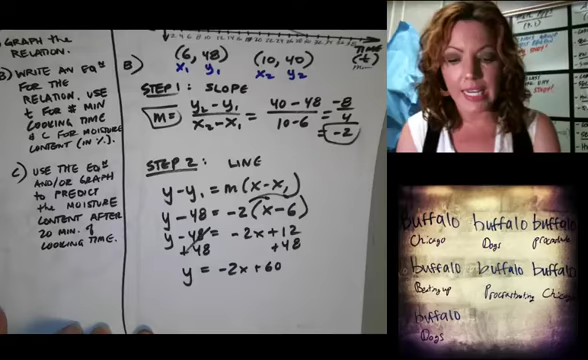 GRAPH THE
RELATION.
B) WRITE AN EQ
FOR THE
RELATION. USE
t FOR # MIN
COOKING TIME
& C FOR MOISTURE
CONTENT (IN %).
C) USE THE EQ
AND/OR GRAPH
TO PREDICT
THE MOISTURE
CONTENT AFTER
20 MIN. of
COOKING TIME.
TIME
(t)
B) (6, 48) (10, 40)
x₁ y₁ x₂ y₂
STEP 1: SLOPE
m = y₂-y₁ / x₂-x₁ = 40-48 / 10-6 = -8 / 4
= -2
STEP 2: LINE
y-y₁ = m(x-x₁)
y-48 = -2(x-6)
y-48 = -2x+12
+48 +48
y = -2x+60
buffalo buffalo buffalo
Chicago Dogs
buffalo buffalo buffalo
Beating up Procrastinating
buffalo
Dogs